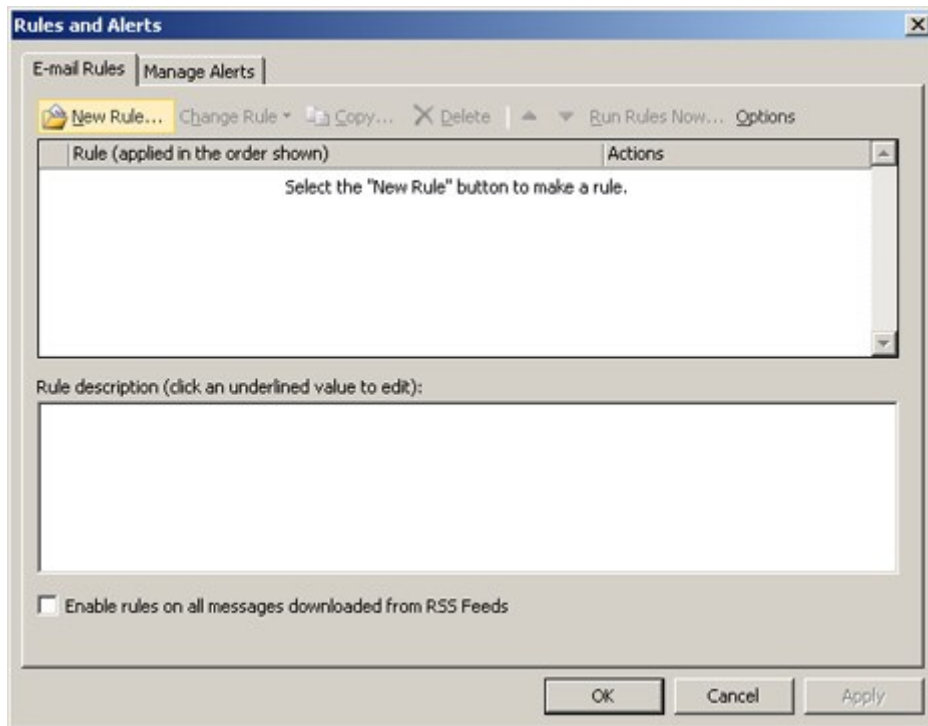 Rules and Alerts
E-mail Rules Manage Alerts
New Rule... Change Rule Copy... Delete Run Rules Now... Options
Rule (applied in the order shown) Actions
Select the "New Rule" button to make a rule.
Rule description (click an underlined value to edit):
Enable rules on all messages downloaded from RSS Feeds
OK Cancel Apply